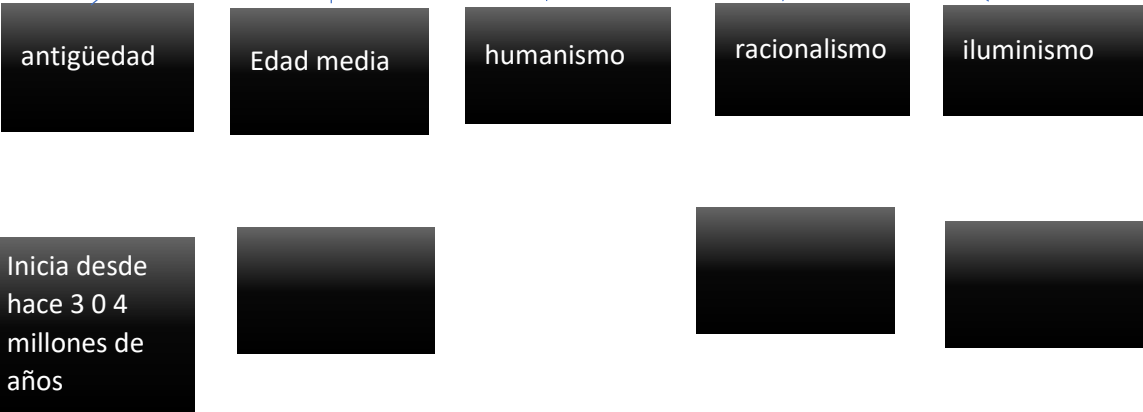 antigüedad
Edad media
humanismo
racionalismo
iluminismo
Inicia desde
hace 3 0 4
millones de
años